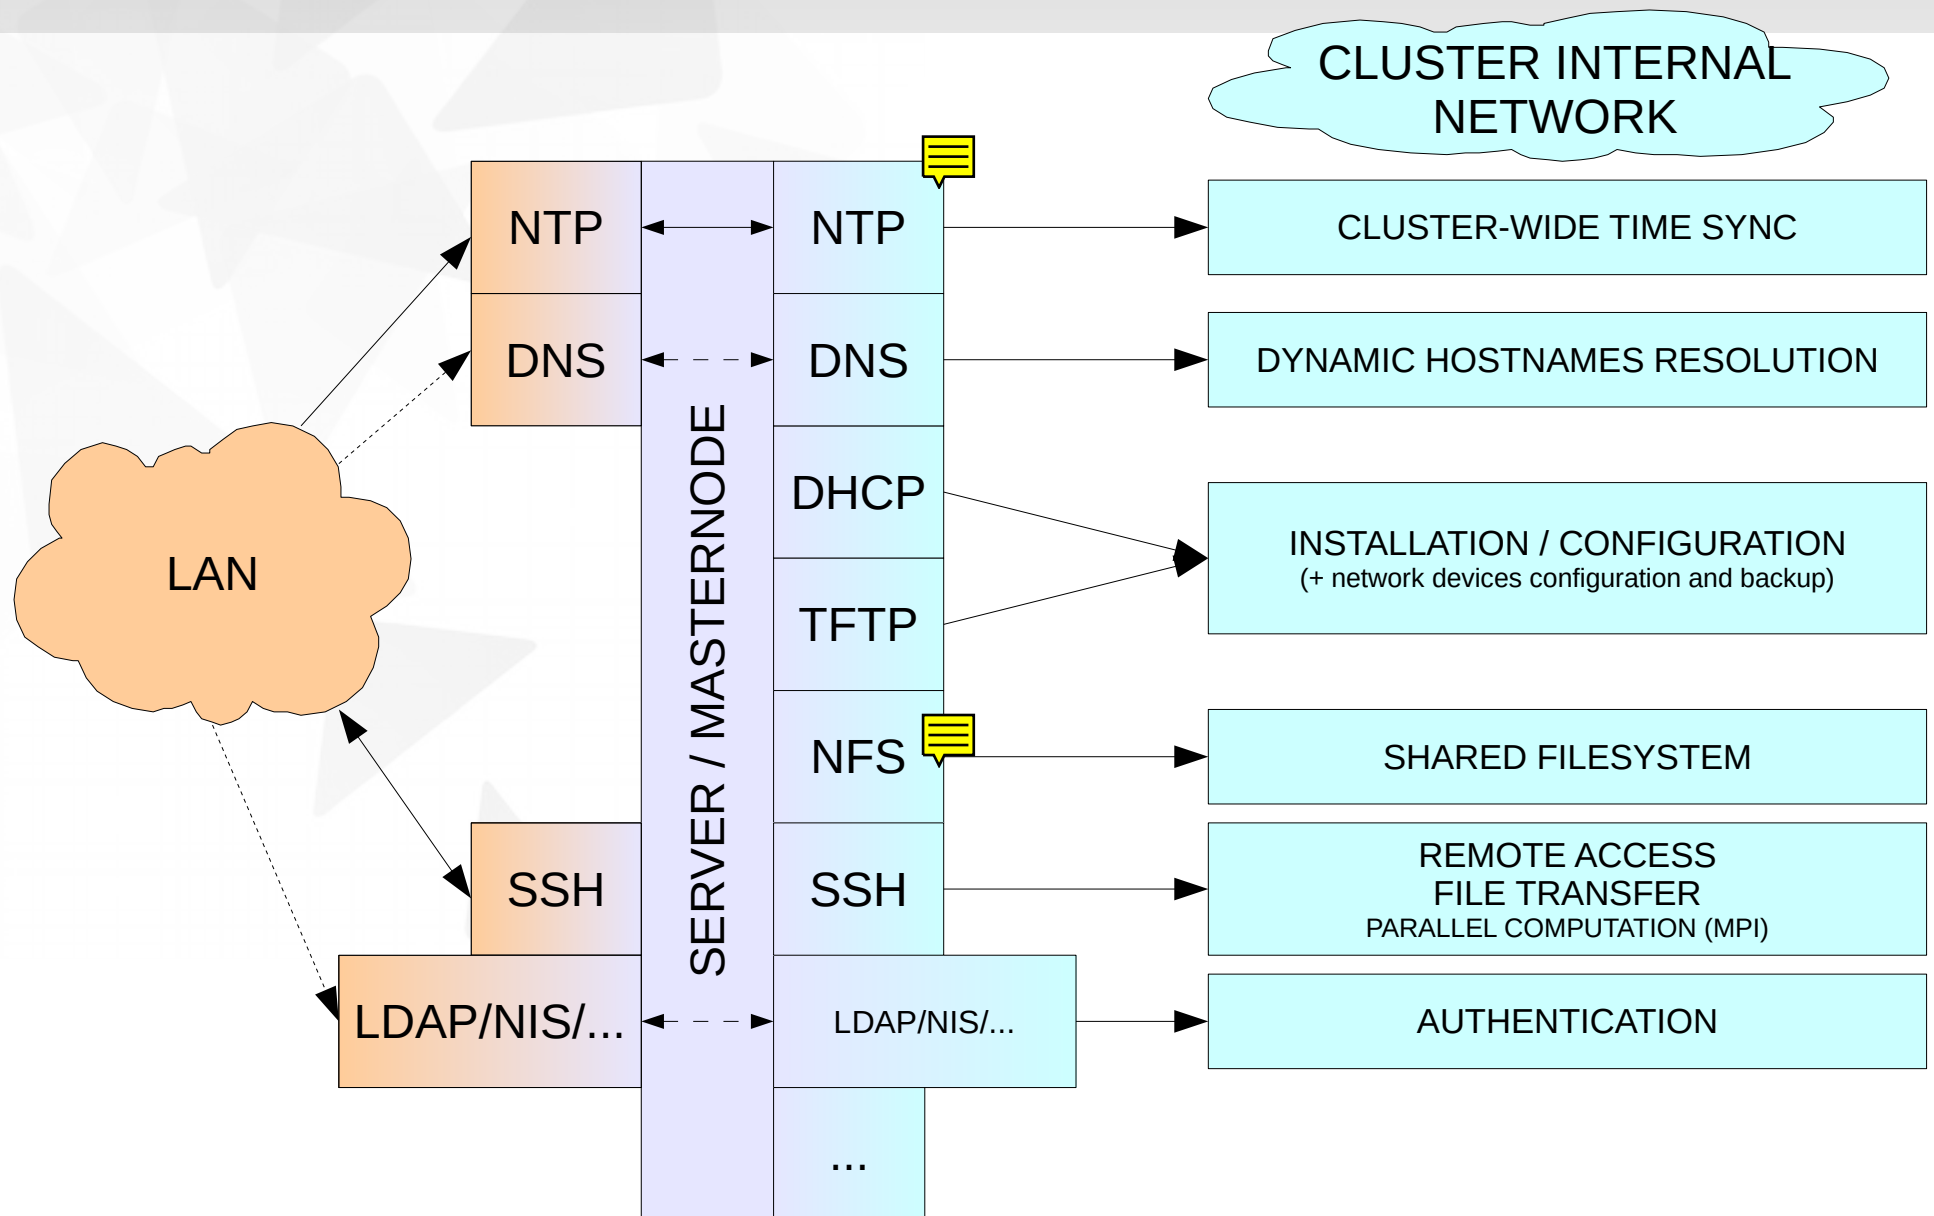 CLUSTER INTERNAL
NETWORK
NTP
NTP
CLUSTER-WIDE TIME SYNC
DNS
DNS
DYNAMIC HOSTNAMES RESOLUTION
SERVER / MASTERNODE
DHCP
INSTALLATION / CONFIGURATION
(+ network devices configuration and backup)
LAN
TFTP
NFS
SHARED FILESYSTEM
SSH
SSH
REMOTE ACCESS
FILE TRANSFER
PARALLEL COMPUTATION (MPI)
LDAP/NIS/...
LDAP/NIS/...
AUTHENTICATION
...